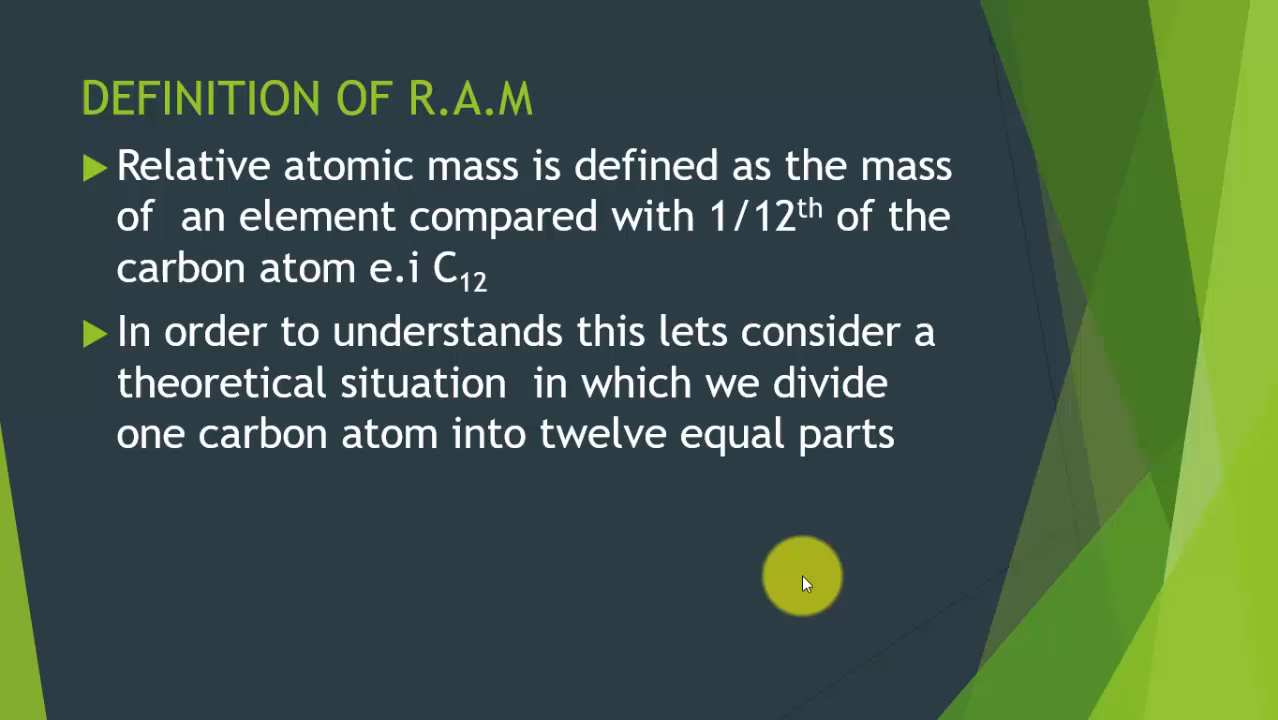 DEFINITION OF R.A.M
Relative atomic mass is defined as the mass
of an element compared with 1/12th of the
carbon atom e.i C12
In order to understands this lets consider a
theoretical situation in which we divide
one carbon atom into twelve equal parts